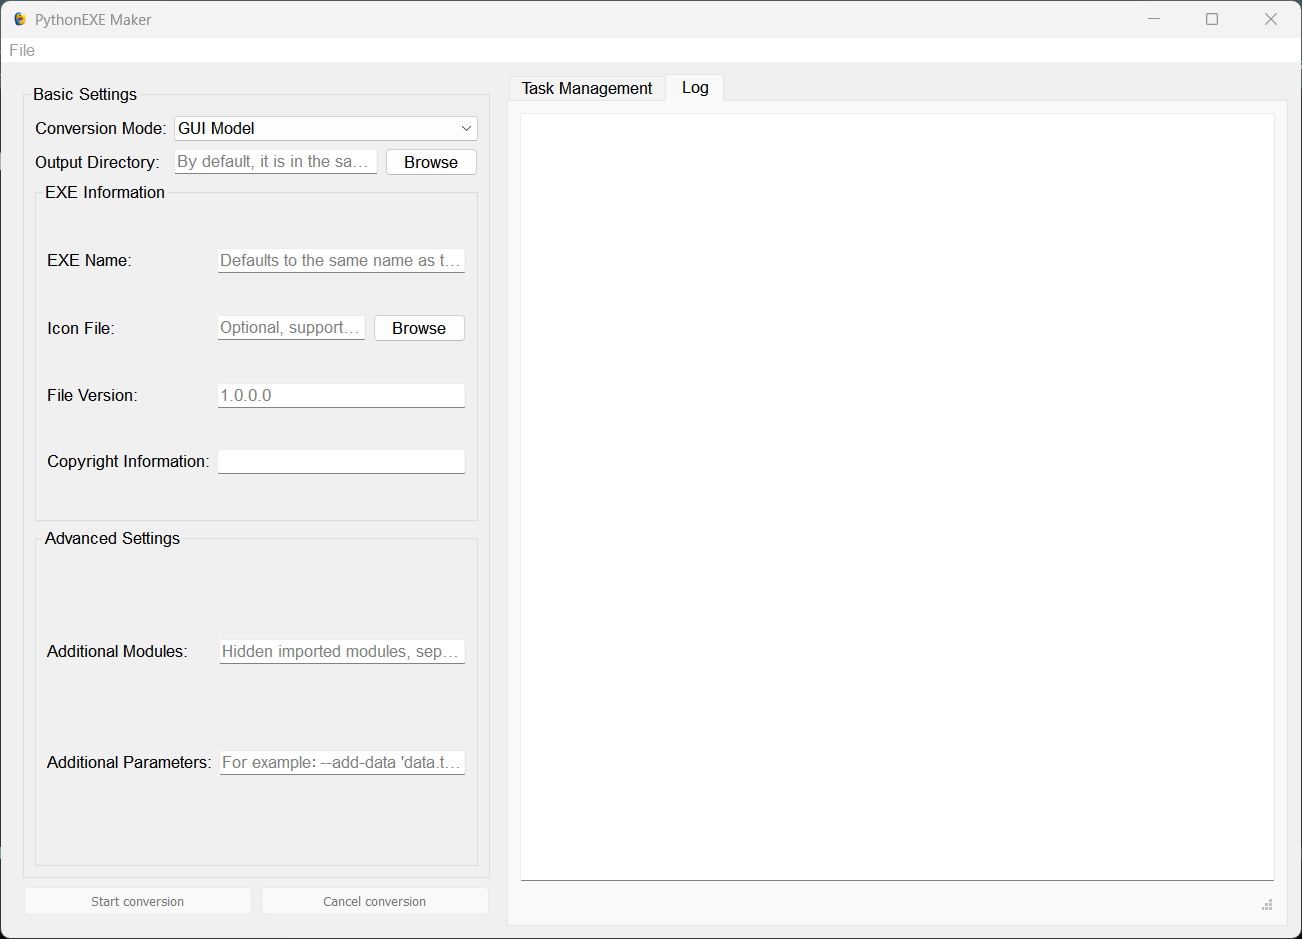 PythonEXE Maker
File
Basic Settings
Conversion Mode: GUI Model
Output Directory: By default, it is in the sa... Browse
EXE Information
EXE Name: Defaults to the same name as t...
Icon File: Optional, support... Browse
File Version: 1.0.0.0
Copyright Information:
Advanced Settings
Additional Modules: Hidden imported modules, sep...
Additional Parameters: For example: --add-data 'data.t...
Start conversion Cancel conversion
Task Management Log